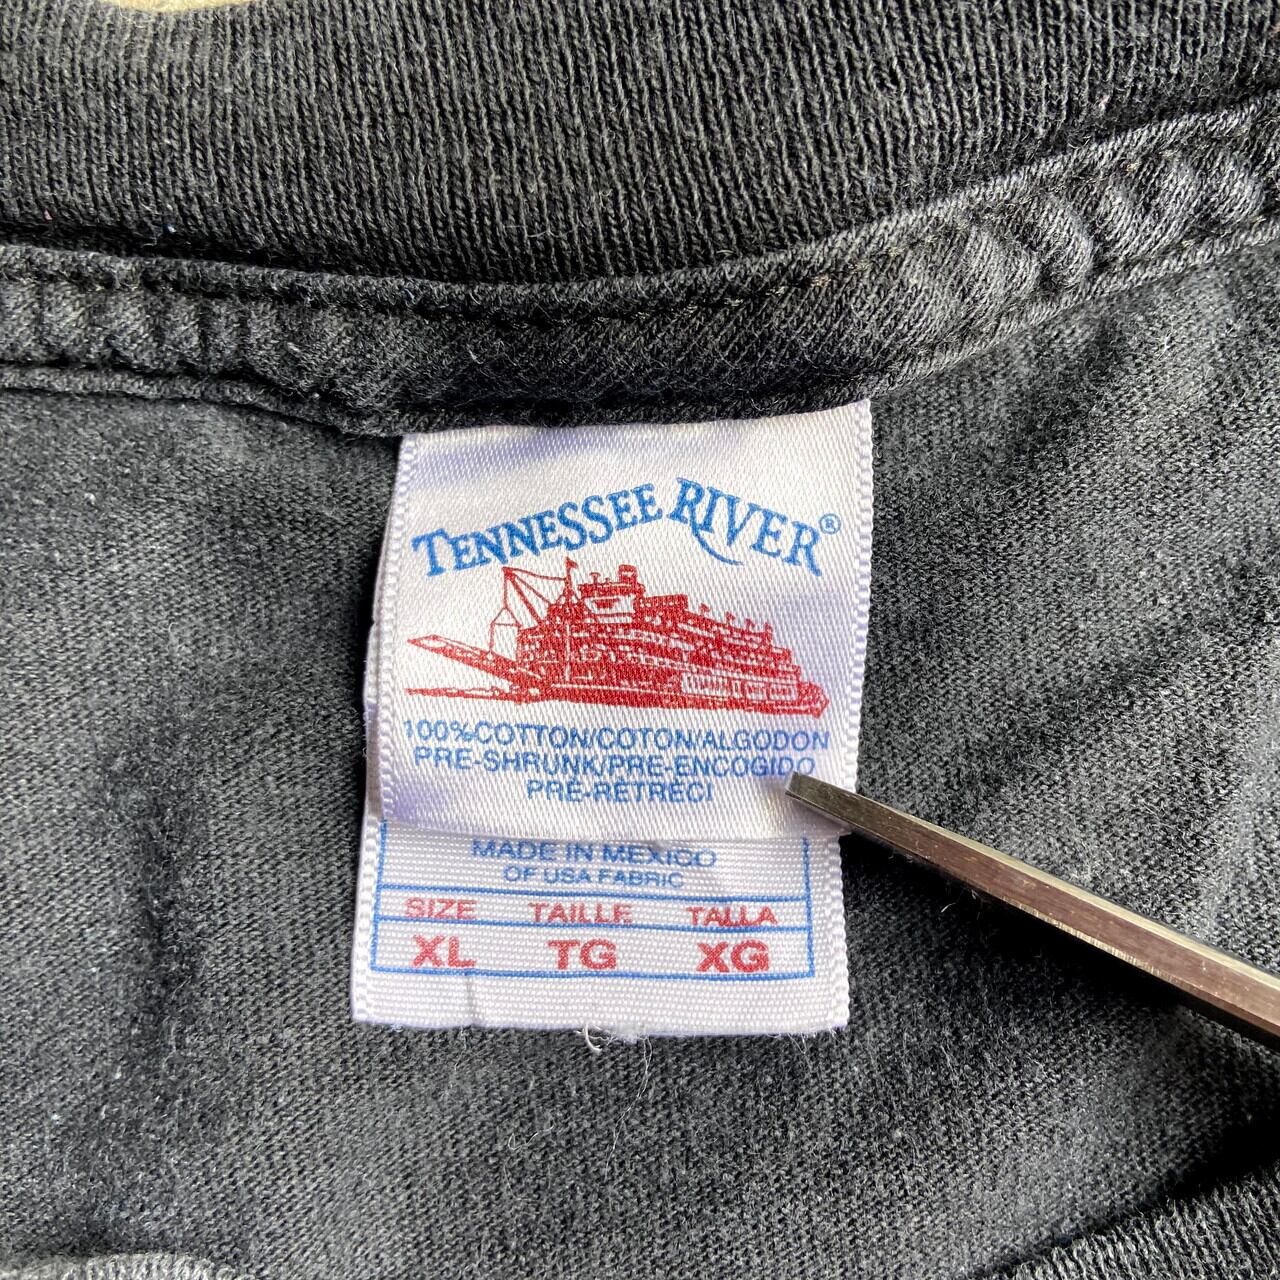 TENNESSEE RIVER®
100% COTTON/COTON/ALGODON
PRE-SHRUNK/PRE-ENCOGIDO
PRÉ-RÉTRÉCI
MADE IN MEXICO
OF USA FABRIC
SIZE TAILLE TALLA
XL TG XG